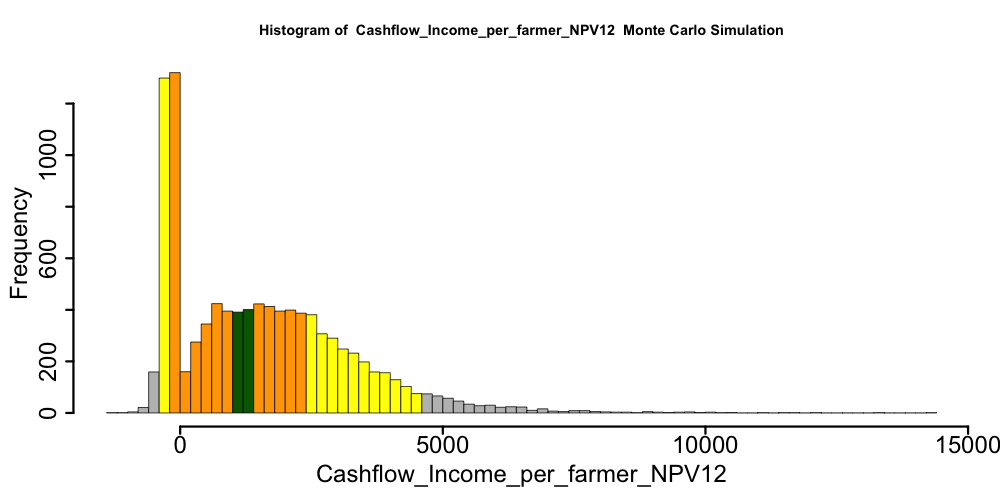 Histogram of  Cashflow_Income_per_farmer_NPV12  Monte Carlo Simulation
Frequency
1000
600
200
0
0 5000 10000 15000
Cashflow_Income_per_farmer_NPV12